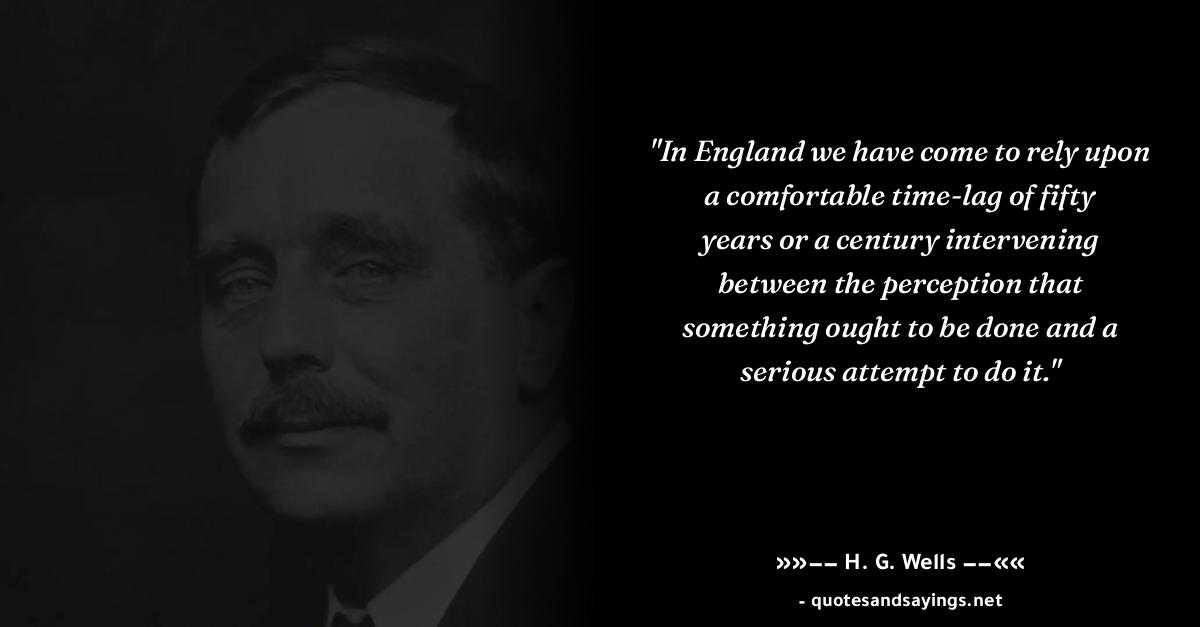 "In England we have come to rely upon
a comfortable time-lag of fifty
years or a century intervening
between the perception that
something ought to be done and a
serious attempt to do it."
»»−− H. G. Wells −−««
- quotesandsayings.net